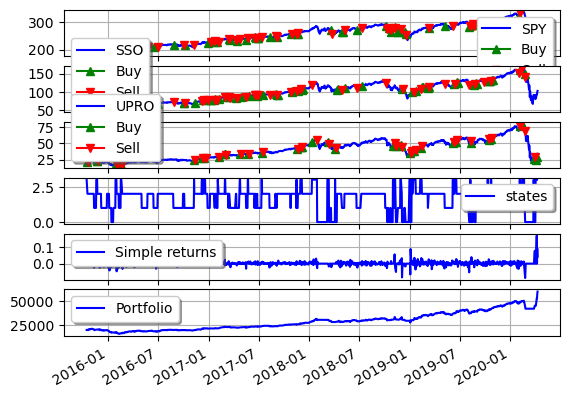 300
200
SPY
Buy
SSO
Buy
Sell
150
100
50
UPRO
Buy
Sell
75
50
25
2.5
0.0
states
0.1
0.0
Simple returns
50000
25000
Portfolio
2016-01
2016-07
2017-01
2017-07
2018-01
2018-07
2019-01
2019-07
2020-01